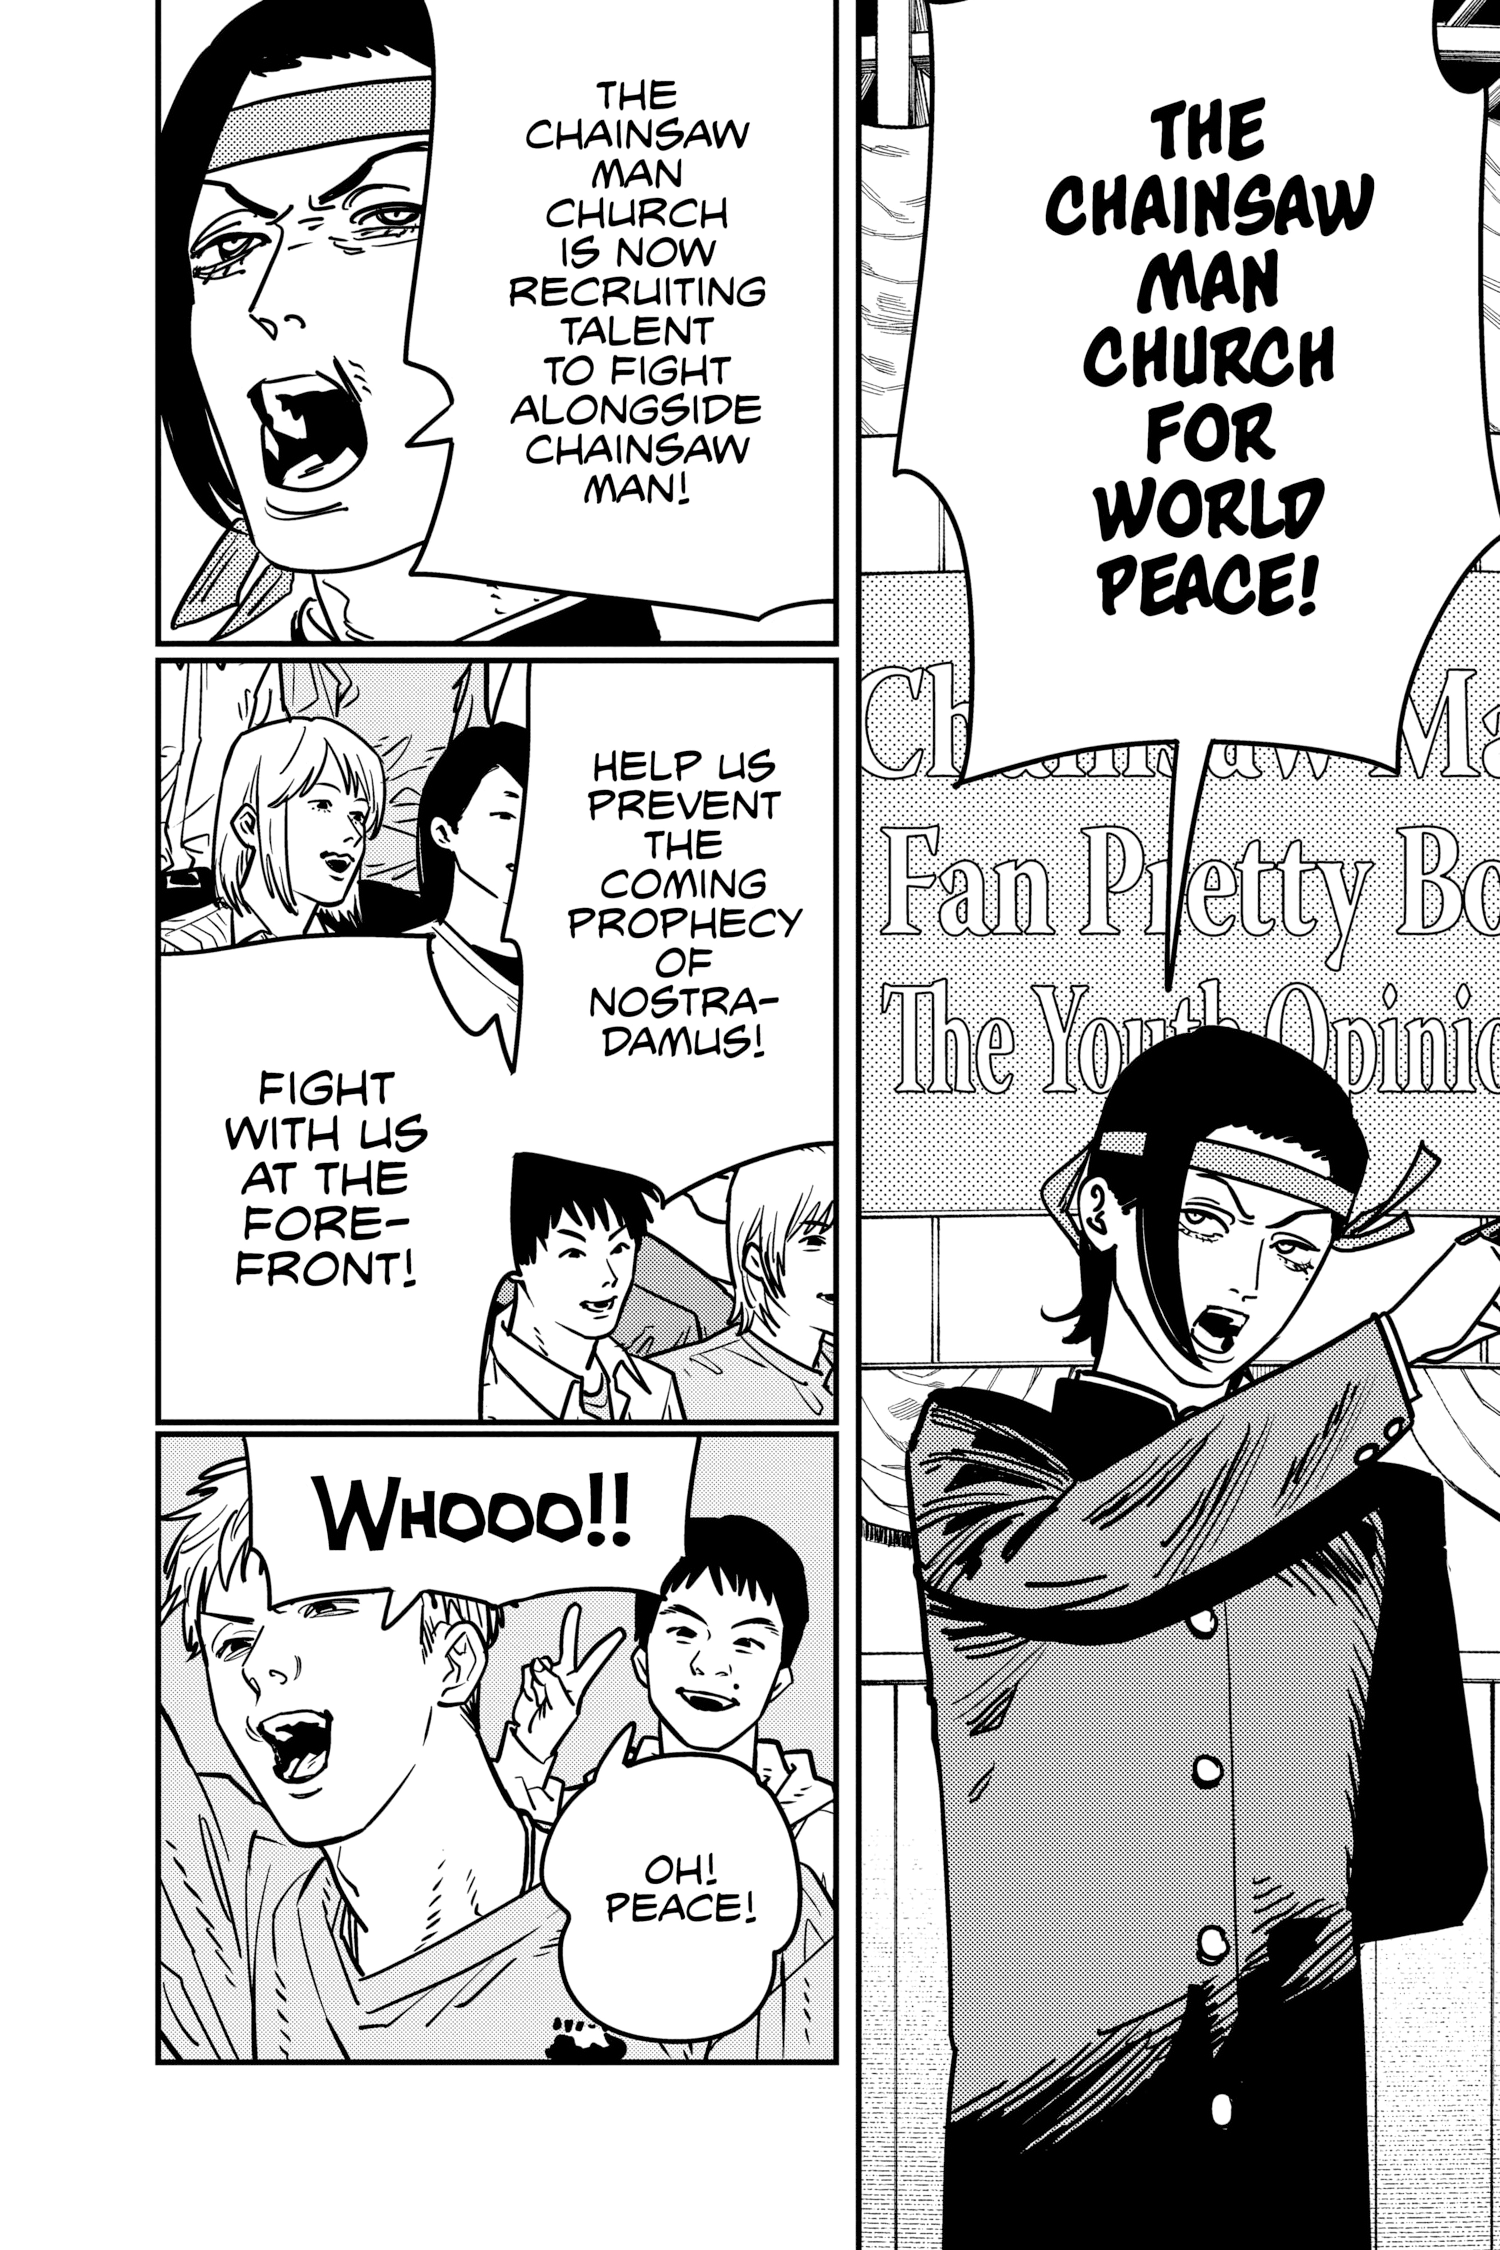 THE
CHAINSAW
MAN
CHURCH
FOR
WORLD
PEACE!
Fan Pretty Bo
The Youth Opinio
THE
CHAINSAW
MAN
CHURCH
IS NOW
RECRUITING
TALENT
TO FIGHT
ALONGSIDE
CHAINSAW
MAN!
HELP US
PREVENT
THE
COMING
PROPHECY
OF
NOSTRA-
DAMUS!
FIGHT
WITH US
AT THE
FORE-
FRONT!
WHOOO!!
OH!
PEACE!